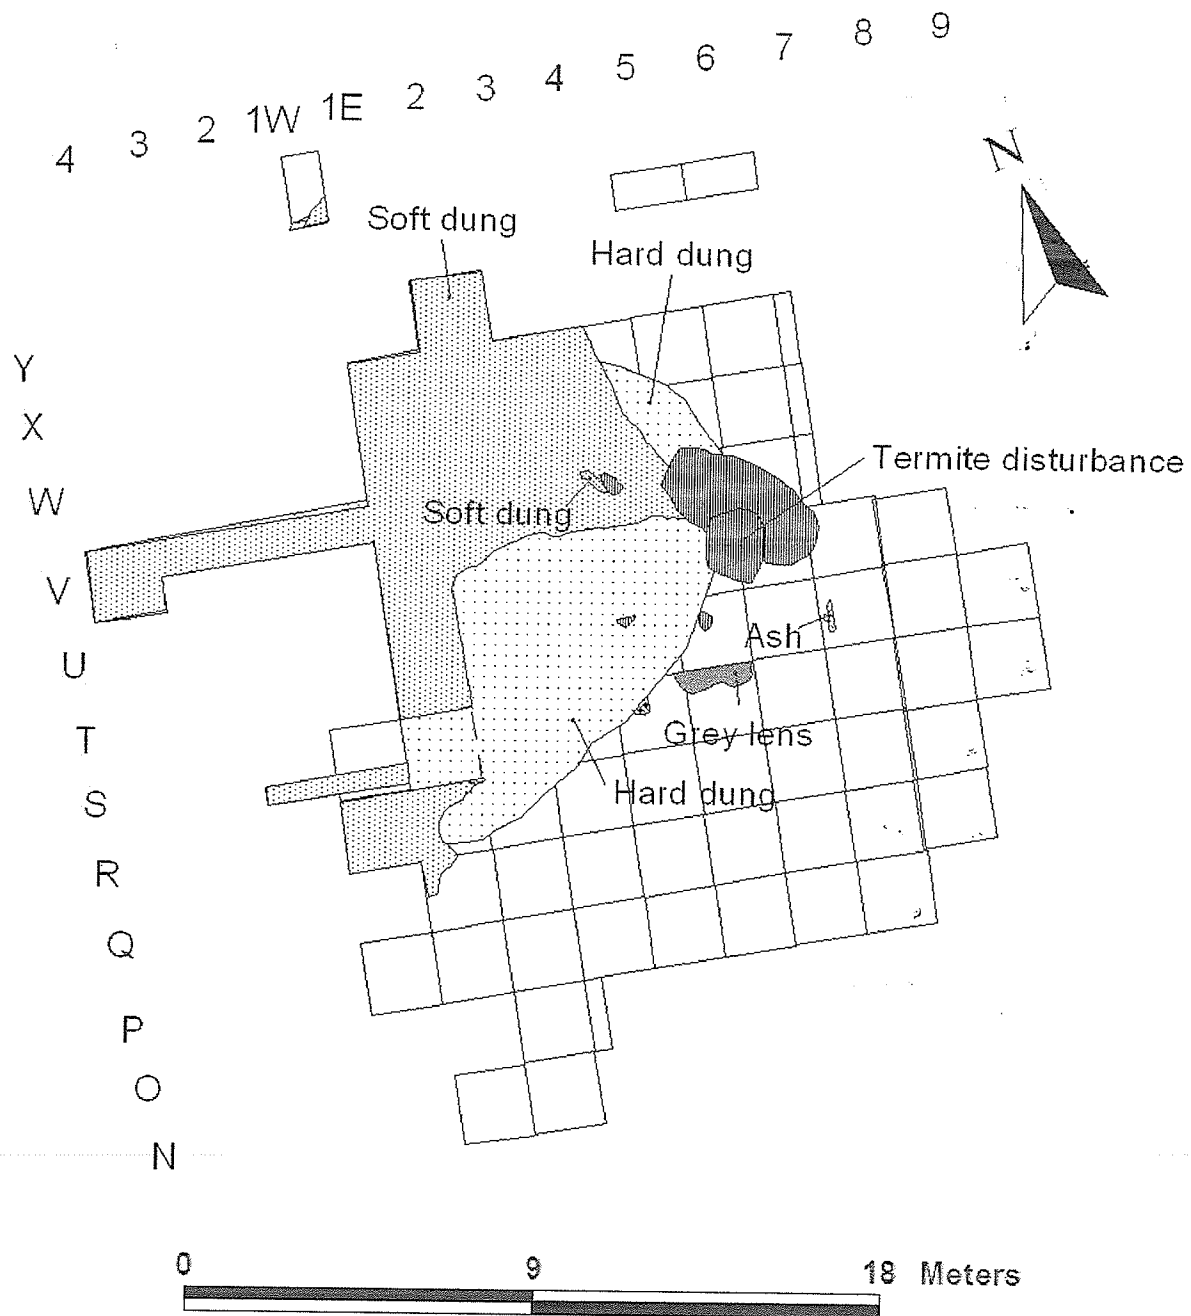 4 3 2 1W 1E 2 3 4 5 6 7 8 9
N
Soft dung
Hard dung
Y
X
W
V
U
T
S
R
Q
P
O
N
Termite disturbance
Soft dung
Ash
Grey lens
Hard dung
0 9 18 Meters